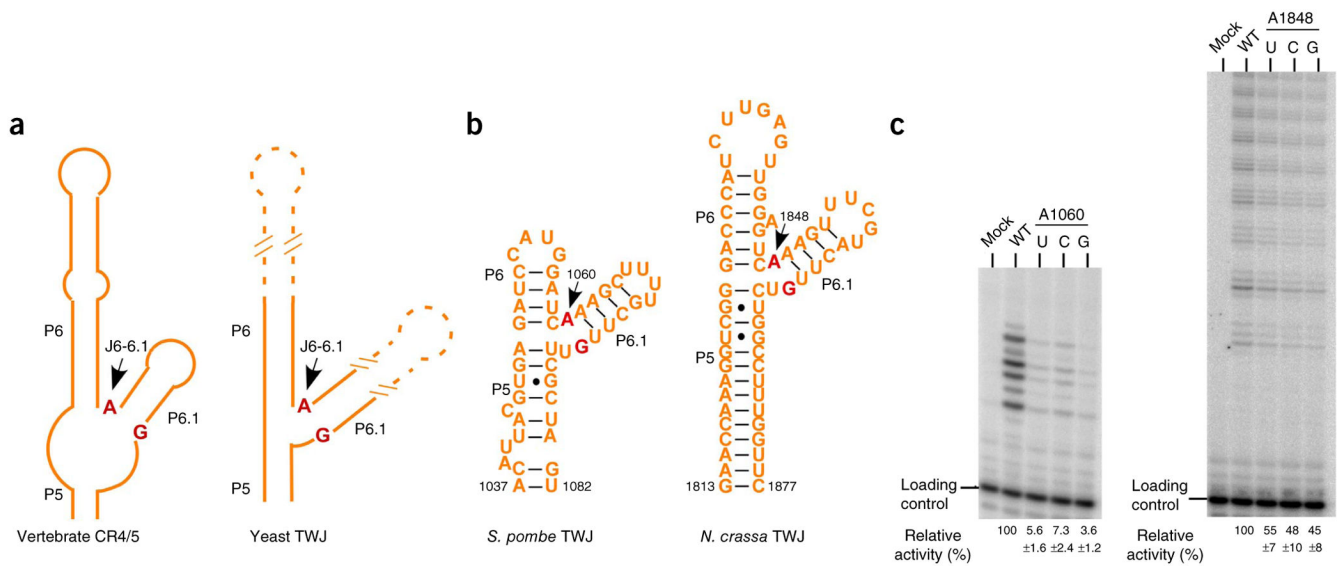 a
P6
J6-6.1
A
G
P6.1
P5
Vertebrate CR4/5
P6
J6-6.1
A
G
P6.1
P5
Yeast TWJ
b
P6
1060
P6.1
P5
ACAUUACGUGAGAUCCAUGGAUCAAAGCUUUGCUUGUUUCGCUAGU
1037
1082
S. pombe TWJ
P6
1848
P6.1
P5
GAACCAAAGGUCGGGACCCAUCUUGAGUUGGAGUCAAAGUUUCGUACUUGUCUGGCCUUUGGUUC
1813
1877
N. crassa TWJ
c
A1060
Mock WT U C G
Loading control
Relative activity (%)
100 5.6 7.3 3.6
±1.6 ±2.4 ±1.2
A1848
Mock WT U C G
Loading control
Relative activity (%)
100 55 48 45
±7 ±10 ±8